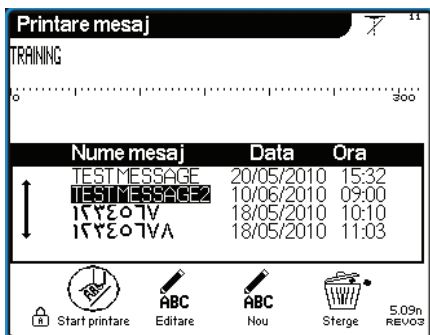 Printare mesaj 11
TRAINING
0 300
Nume mesaj Data Ora
TESTMESSAGE 20/05/2010 15:32
TESTMESSAGE2 10/06/2010 09:00
١٢٣٤٥٦٧ 18/05/2010 10:10
١٢٣٤٥٦٧٨ 18/05/2010 11:03
ABC ABC
Start printare Editare Nou Sterge
5.09n
REV03